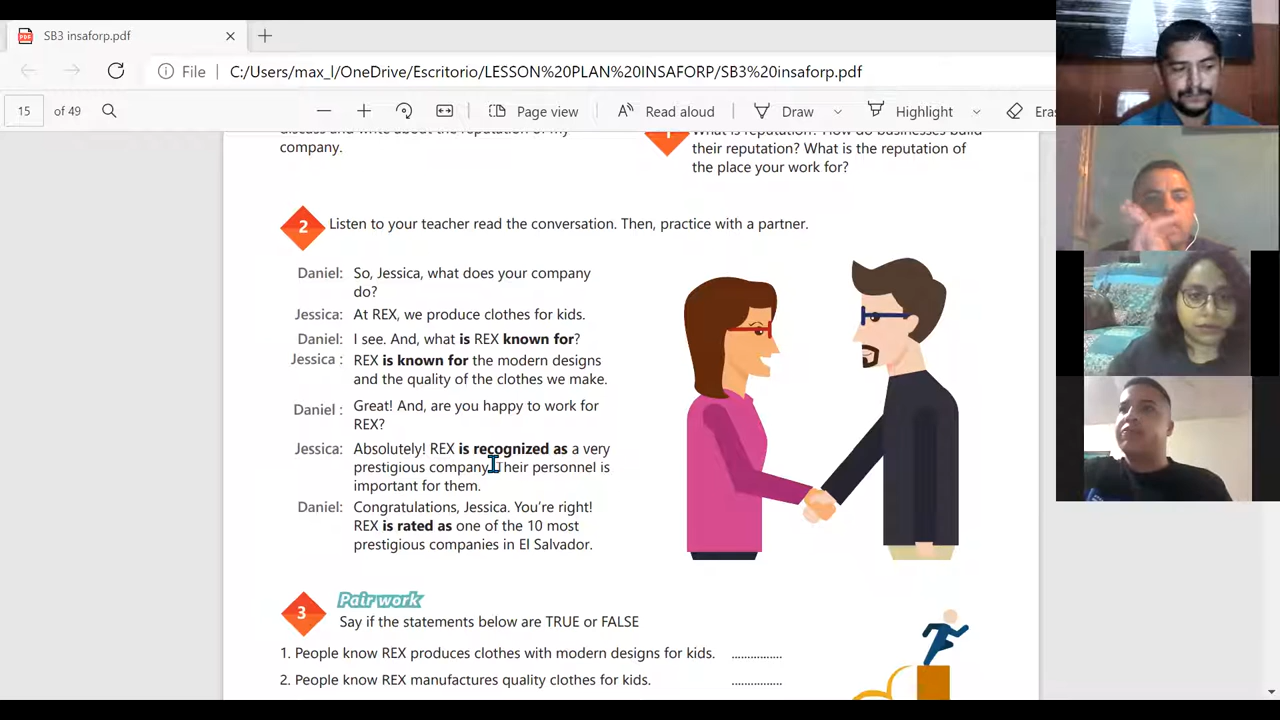 SB3 insaforp.pdf
File C:/Users/max_l/OneDrive/Escritorio/LESSON%20PLAN%20INSAFORP/SB3%20insaforp.pdf
15 of 49 Page view Read aloud Draw Highlight
discuss and write about the reputation of my
company.
1
What is reputation? How do businesses build
their reputation? What is the reputation of
the place your work for?
2 Listen to your teacher read the conversation. Then, practice with a partner.
Daniel: So, Jessica, what does your company
do?
Jessica: At REX, we produce clothes for kids.
Daniel: I see. And, what is REX known for?
Jessica : REX is known for the modern designs
and the quality of the clothes we make.
Daniel : Great! And, are you happy to work for
REX?
Jessica: Absolutely! REX is recognized as a very
prestigious company. Their personnel is
important for them.
Daniel: Congratulations, Jessica. You're right!
REX is rated as one of the 10 most
prestigious companies in El Salvador.
3 Pair work
Say if the statements below are TRUE or FALSE
1. People know REX produces clothes with modern designs for kids. ...............
2. People know REX manufactures quality clothes for kids. ...............